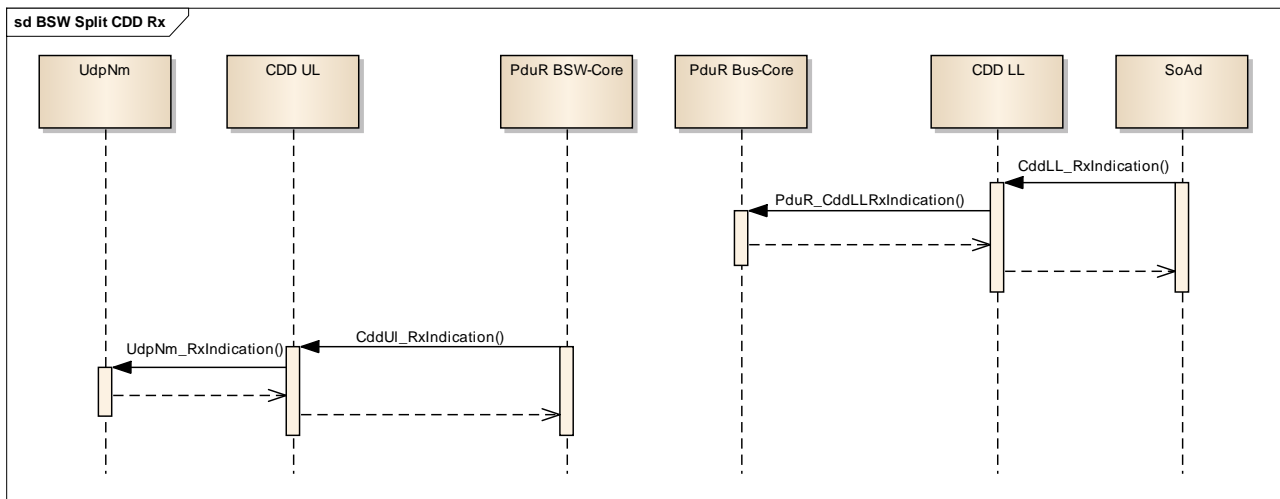 sd BSW Split CDD Rx
UdpNm
CDD UL
PduR BSW-Core
PduR Bus-Core
CDD LL
SoAd
CddLL_RxIndication()
PduR_CddLLRxIndication()
CddUl_RxIndication()
UdpNm_RxIndication()